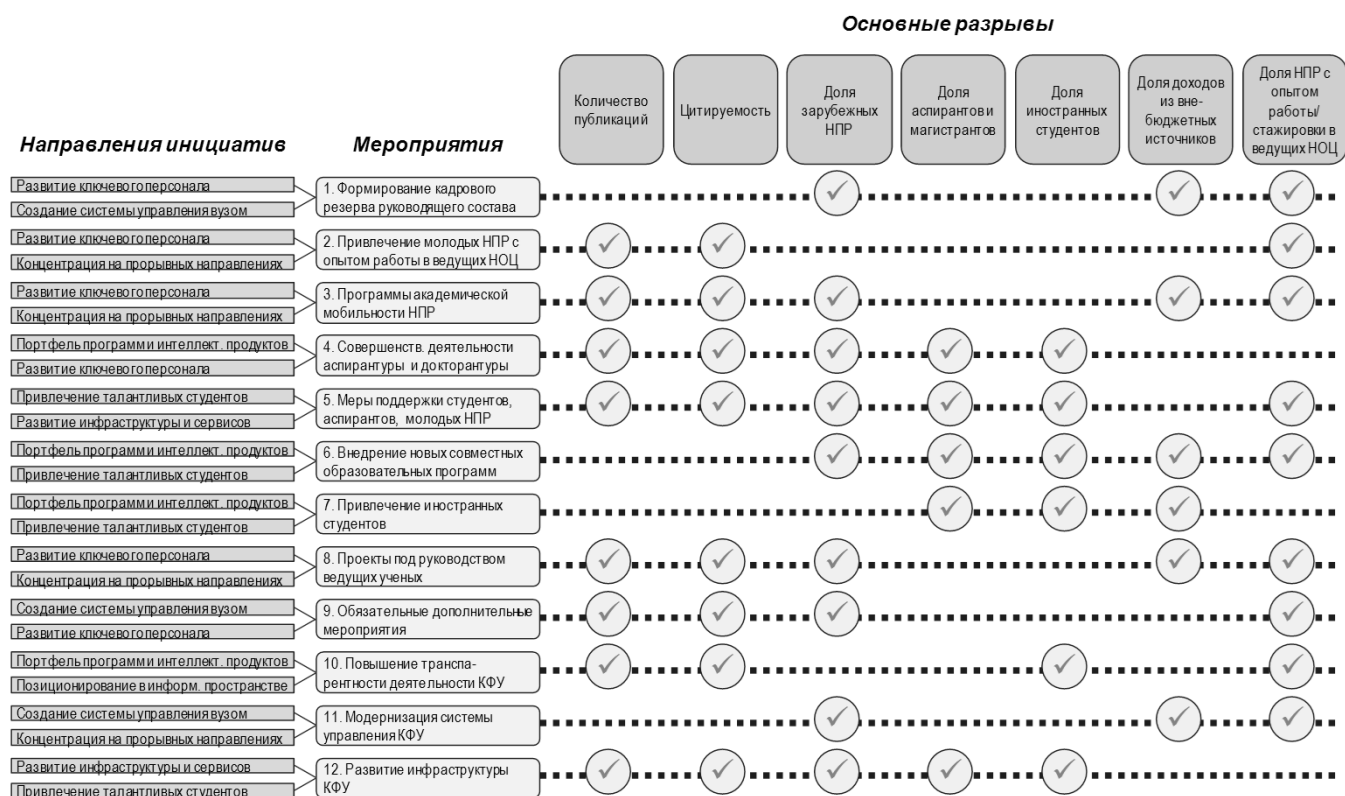 Основные разрывы
Количество
публикаций
Цитируемость
Доля
зарубежных
НПР
Доля
аспирантов и
магистрантов
Доля
иностранных
студентов
Доля доходов
из вне-
бюджетных
источников
Доля НПР с
опытом
работы/
стажировки в
ведущих НОЦ
Направления инициатив
Мероприятия
Развитие ключевого персонала
Создание системы управления вузом
1. Формирование кадрового
резерва руководящего состава
Развитие ключевого персонала
Концентрация на прорывных направлениях
2. Привлечение молодых НПР с
опытом работы в ведущих НОЦ
Развитие ключевого персонала
Концентрация на прорывных направлениях
3. Программы академической
мобильности НПР
Портфель программ и интеллект. продуктов
Развитие ключевого персонала
4. Совершенств. деятельности
аспирантуры и докторантуры
Привлечение талантливых студентов
Развитие инфраструктуры и сервисов
5. Меры поддержки студентов,
аспирантов, молодых НПР
Портфель программ и интеллект. продуктов
Привлечение талантливых студентов
6. Внедрение новых совместных
образовательных программ
Портфель программ и интеллект. продуктов
Привлечение талантливых студентов
7. Привлечение иностранных
студентов
Развитие ключевого персонала
Концентрация на прорывных направлениях
8. Проекты под руководством
ведущих ученых
Создание системы управления вузом
Развитие ключевого персонала
9. Обязательные дополнительные
мероприятия
Портфель программ и интеллект. продуктов
Позиционирование в информ. пространстве
10. Повышение транспа-
рентности деятельности КФУ
Создание системы управления вузом
Концентрация на прорывных направлениях
11. Модернизация системы
управления КФУ
Развитие инфраструктуры и сервисов
Привлечение талантливых студентов
12. Развитие инфраструктуры
КФУ